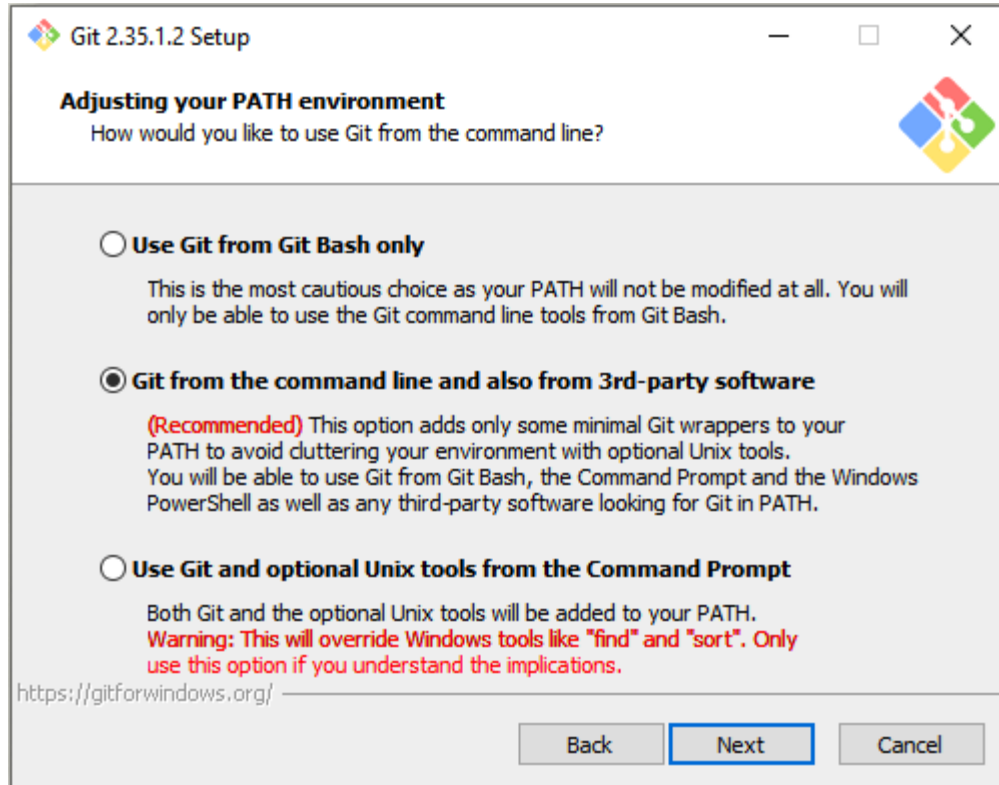 Git 2.35.1.2 Setup
Adjusting your PATH environment
How would you like to use Git from the command line?
Use Git from Git Bash only
This is the most cautious choice as your PATH will not be modified at all. You will
only be able to use the Git command line tools from Git Bash.
Git from the command line and also from 3rd-party software
(Recommended) This option adds only some minimal Git wrappers to your
PATH to avoid cluttering your environment with optional Unix tools.
You will be able to use Git from Git Bash, the Command Prompt and the Windows
PowerShell as well as any third-party software looking for Git in PATH.
Use Git and optional Unix tools from the Command Prompt
Both Git and the optional Unix tools will be added to your PATH.
Warning: This will override Windows tools like "find" and "sort". Only
use this option if you understand the implications.
https://gitforwindows.org/
Back Next Cancel